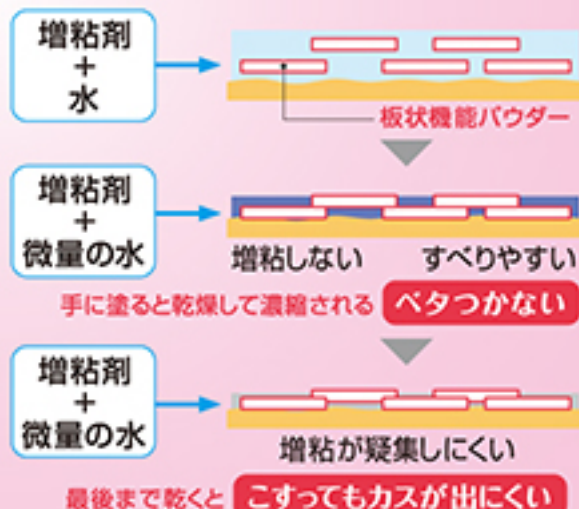 増粘剤
+
水
板状機能パウダー
増粘剤
+
微量の水
増粘しない すべりやすい
手に塗ると乾燥して濃縮される ベタつかない
増粘剤
+
微量の水
増粘が疑集しにくい
最後まで乾くと こすってもカスが出にくい